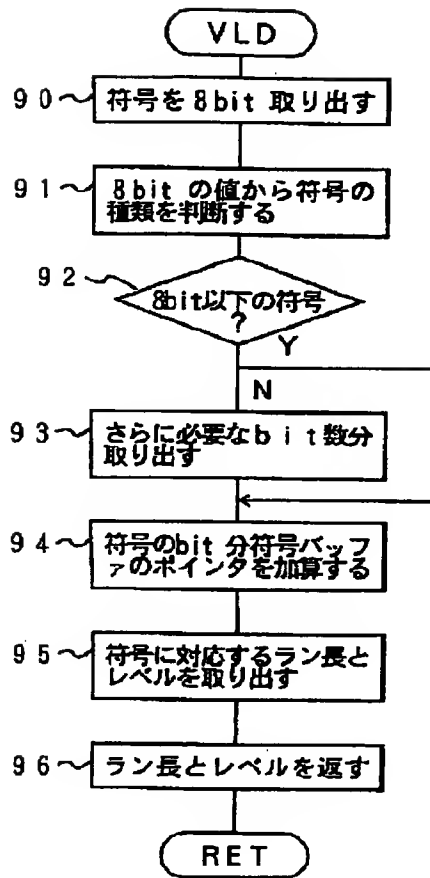 VLD
90 符号を8bit 取り出す
91 8bit の値から符号の
種類を判断する
92 8bit以下の符号
?
Y
N
93 さらに必要なbit数分
取り出す
94 符号のbit 分符号バッフ
ァのポインタを加算する
95 符号に対応するラン長と
レベルを取り出す
96 ラン長とレベルを返す
RET